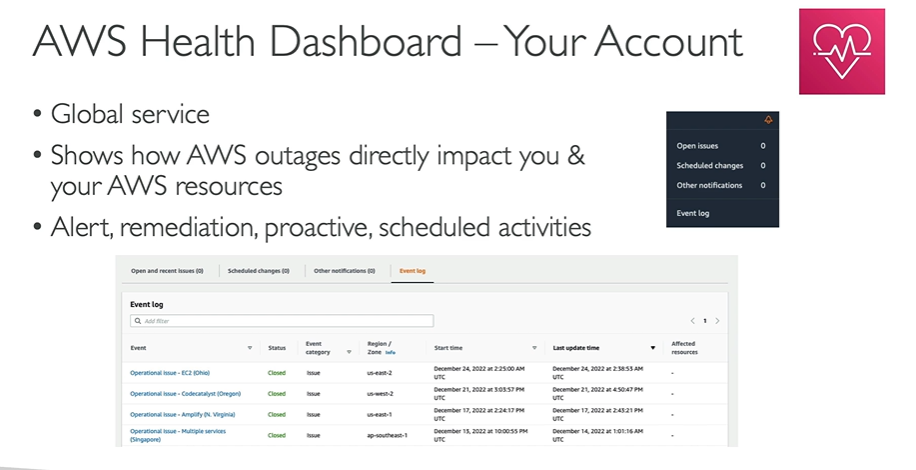 AWS Health Dashboard – Your Account
• Global service
• Shows how AWS outages directly impact you &
your AWS resources
• Alert, remediation, proactive, scheduled activities
Open issues 0
Scheduled changes 0
Other notifications 0
Event log
Open and recent issues (0) Scheduled changes (0) Other notifications (0) Event log
Event log
Add filter
1
Event Status Event category Region / Zone Info Start time Last update time Affected resources
Operational issue - EC2 (Ohio) Closed Issue us-east-2 December 24, 2022 at 2:25:00 AM UTC December 24, 2022 at 2:38:53 AM UTC -
Operational issue - Codecatalyst (Oregon) Closed Issue us-west-2 December 21, 2022 at 3:03:57 PM UTC December 21, 2022 at 4:50:47 PM UTC -
Operational issue - Amplify (N. Virginia) Closed Issue us-east-1 December 17, 2022 at 2:24:17 PM UTC December 17, 2022 at 2:43:21 PM UTC -
Operational issue - Multiple services (Singapore) Closed Issue ap-southeast-1 December 13, 2022 at 10:00:55 PM UTC December 14, 2022 at 1:01:16 AM UTC -